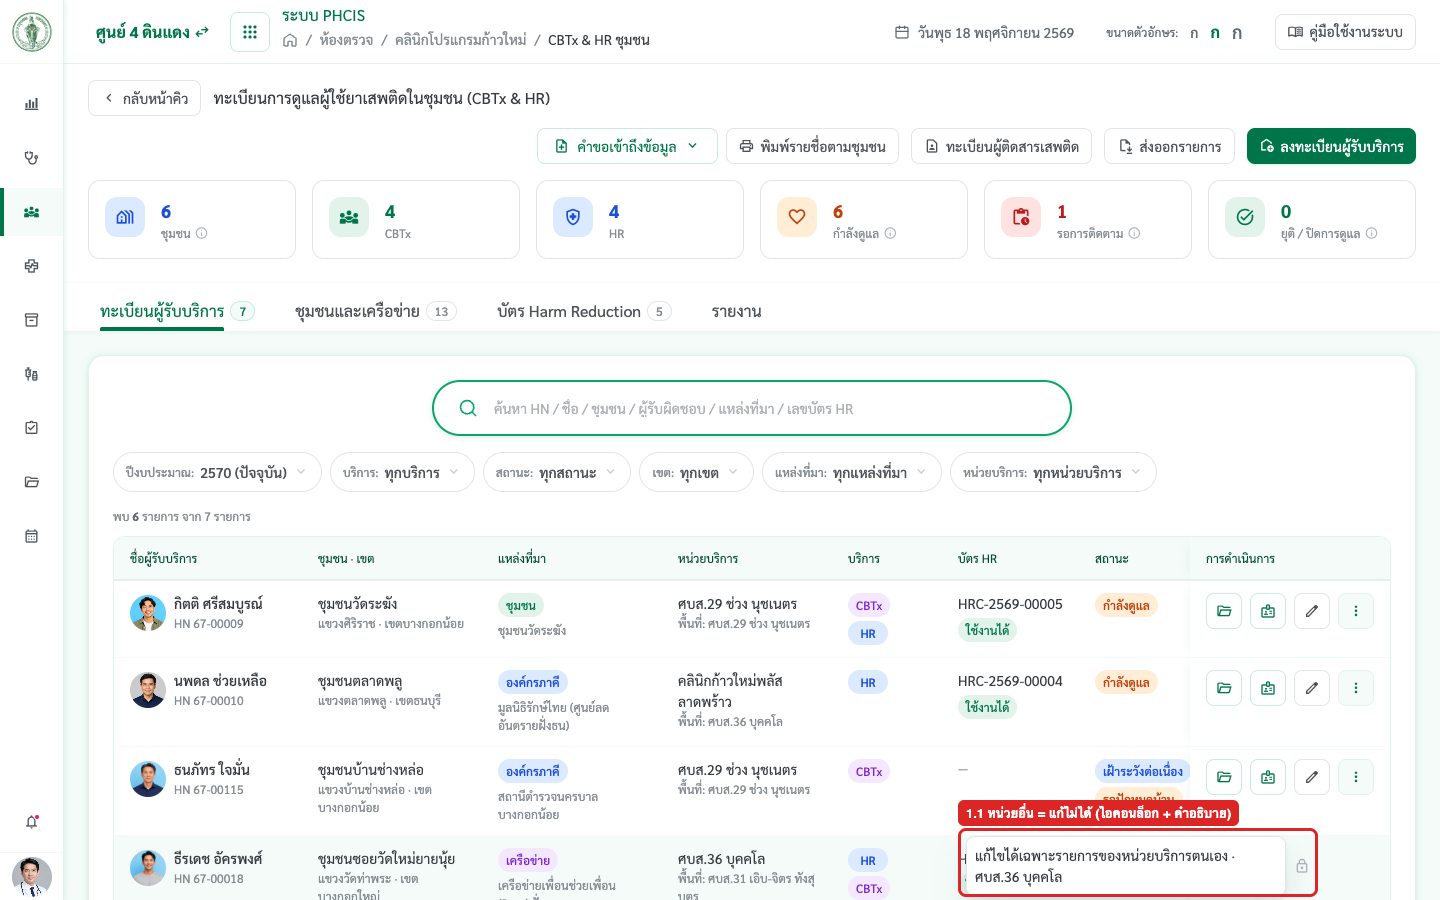 ศูนย์ 4 ดินแดง
ระบบ PHCIS
/ ห้องตรวจ / คลินิกโปรแกรมก้าวใหม่ / CBTx & HR ชุมชน
วันพุธ 18 พฤศจิกายน 2569
ขนาดตัวอักษร: ก ก ก
คู่มือใช้งานระบบ
กลับหน้าคิว
ทะเบียนการดูแลผู้ใช้ยาเสพติดในชุมชน (CBTx & HR)
คำขอเข้าถึงข้อมูล
พิมพ์รายชื่อตามชุมชน
ทะเบียนผู้ติดสารเสพติด
ส่งออกรายการ
ลงทะเบียนผู้รับบริการ
6
ชุมชน
4
CBTx
4
HR
6
กำลังดูแล
1
รอการติดตาม
0
ยุติ / ปิดการดูแล
ทะเบียนผู้รับบริการ 7
ชุมชนและเครือข่าย 13
บัตร Harm Reduction 5
รายงาน
ค้นหา HN / ชื่อ / ชุมชน / ผู้รับผิดชอบ / แหล่งที่มา / เลขบัตร HR
ปีงบประมาณ: 2570 (ปัจจุบัน)
บริการ: ทุกบริการ
สถานะ: ทุกสถานะ
เขต: ทุกเขต
แหล่งที่มา: ทุกแหล่งที่มา
หน่วยบริการ: ทุกหน่วยบริการ
พบ 6 รายการ จาก 7 รายการ
ชื่อผู้รับบริการ ชุมชน · เขต แหล่งที่มา หน่วยบริการ บริการ บัตร HR สถานะ การดำเนินการ
กิตติ ศรีสมบูรณ์
HN 67-00009
ชุมชนวัดระฆัง
แขวงศิริราช · เขตบางกอกน้อย
ชุมชน
ชุมชนวัดระฆัง
ศบส.29 ช่วง นุชเนตร
พื้นที่: ศบส.29 ช่วง นุชเนตร
CBTx
HR
HRC-2569-00005
ใช้งานได้
กำลังดูแล
นพดล ช่วยเหลือ
HN 67-00010
ชุมชนตลาดพลู
แขวงตลาดพลู · เขตธนบุรี
องค์กรภาคี
มูลนิธิรักษ์ไทย (ศูนย์ลด
อันตรายฝั่งธน)
คลินิกก้าวใหม่พลัส
ลาดพร้าว
พื้นที่: ศบส.36 บุคคโล
HR
HRC-2569-00004
ใช้งานได้
กำลังดูแล
ธนภัทร ใจมั่น
HN 67-00115
ชุมชนบ้านช่างหล่อ
แขวงบ้านช่างหล่อ · เขต
บางกอกน้อย
องค์กรภาคี
สถานีตำรวจนครบาล
บางกอกน้อย
ศบส.29 ช่วง นุชเนตร
พื้นที่: ศบส.29 ช่วง นุชเนตร
CBTx
—
เฝ้าระวังต่อเนื่อง
1.1 หน่วยอื่น = แก้ไม่ได้ (ไอคอนล็อก + คำอธิบาย)
ธีรเดช อัครพงศ์
HN 67-00018
ชุมชนซอยวัดใหม่ยายนุ้ย
แขวงวัดท่าพระ · เขต
บางกอกใหญ่
เครือข่าย
เครือข่ายเพื่อนช่วยเพื่อน
ศบส.36 บุคคโล
พื้นที่: ศบส.31 เอิบ-จิตร ทังสุ
บุตร
HR
CBTx
แก้ไขได้เฉพาะรายการของหน่วยบริการตนเอง ·
ศบส.36 บุคคโล